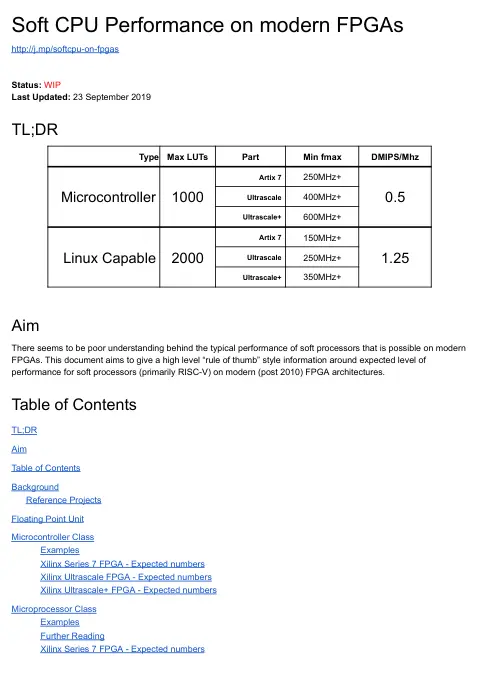 Soft CPU Performance on modern FPGAs
http://j.mp/softcpu-on-fpgas
Status: WIP
Last Updated: 23 September 2019
TL;DR
Type Max LUTs Part Min fmax DMIPS/Mhz
Microcontroller 1000 Artix 7 250MHz+ 0.5
Ultrascale 400MHz+
Ultrascale+ 600MHz+
Linux Capable 2000 Artix 7 150MHz+ 1.25
Ultrascale 250MHz+
Ultrascale+ 350MHz+
Aim
There seems to be poor understanding behind the typical performance of soft processors that is possible on modern
FPGAs. This document aims to give a high level “rule of thumb” style information around expected level of
performance for soft processors (primarily RISC-V) on modern (post 2010) FPGA architectures.
Table of Contents
TL;DR
Aim
Table of Contents
Background
Reference Projects
Floating Point Unit
Microcontroller Class
Examples
Xilinx Series 7 FPGA - Expected numbers
Xilinx Ultrascale FPGA - Expected numbers
Xilinx Ultrascale+ FPGA - Expected numbers
Microprocessor Class
Examples
Further Reading
Xilinx Series 7 FPGA - Expected numbers